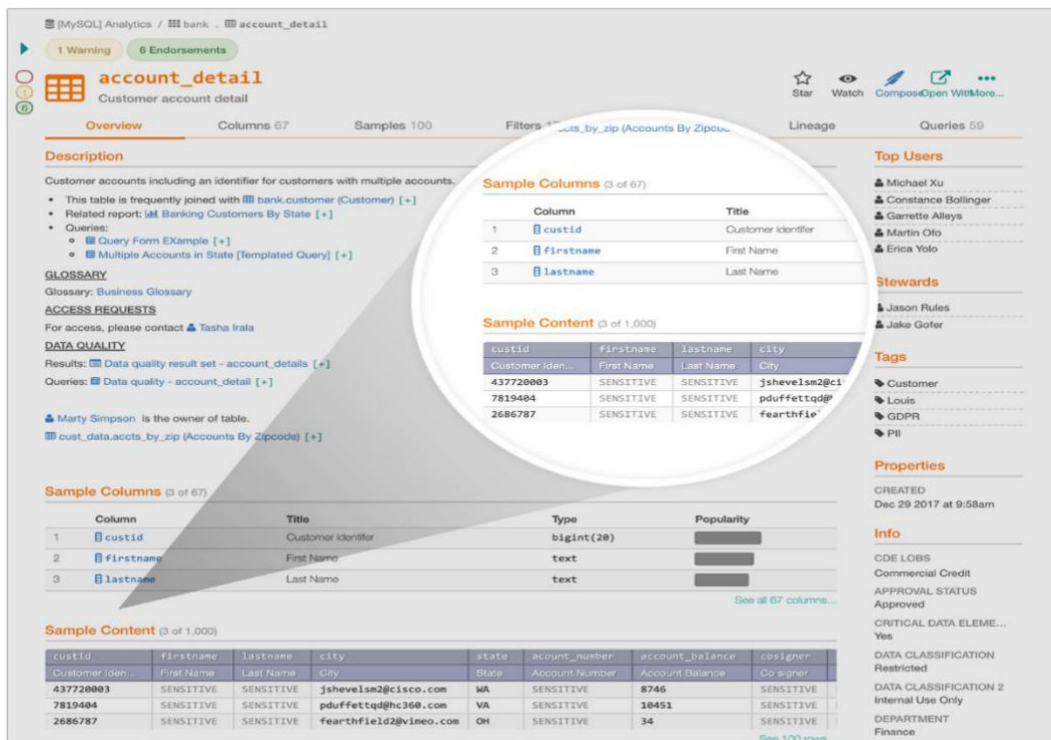 [MySQL] Analytics / bank . account_detail
1 Warning 6 Endorsements
account_detail
Customer account detail
Star Watch Compose Open With More...
Overview Columns 67 Samples 100 Filters Lineage Queries 59
Description
Customer accounts including an identifier for customers with multiple accounts.
• This table is frequently joined with bank.customer (Customer) [+]
• Related report: Banking Customers By State [+]
• Queries:
Query Form EXample [+]
Multiple Accounts in State [Templated Query] [+]
GLOSSARY
Glossary: Business Glossary
ACCESS REQUESTS
For access, please contact Tasha Irala
DATA QUALITY
Results: Data quality result set - account_details [+]
Queries: Data quality - account_detail [+]
Marty Simpson is the owner of table.
cust_data.accts_by_zip (Accounts By Zipcode) [+]
Sample Columns (3 of 67)
Column Title Type Popularity
1 custid Customer Identifer bigint(20)
2 firstname First Name text
3 lastname Last Name text
See all 67 columns...
Sample Content (3 of 1,000)
custid firstname lastname city state acount_number account_balance cosigner
Customer Iden... First Name Last Name City State Account Number Account Balance Co signer
437720003 SENSITIVE SENSITIVE jshevelsm2@cisco.com WA SENSITIVE 8746 SENSITIVE
7819404 SENSITIVE SENSITIVE pduffettqd@hc360.com VA SENSITIVE 10451 SENSITIVE
2686787 SENSITIVE SENSITIVE fearthfield2@vimeo.com OH SENSITIVE 34 SENSITIVE
See 100 rows
accts_by_zip (Accounts By Zipcod
Sample Columns (3 of 67)
Column Title
1 custid Customer Identifer
2 firstname First Name
3 lastname Last Name
Sample Content (3 of 1,000)
custid firstname lastname city
Customer Iden... First Name Last Name City
437720003 SENSITIVE SENSITIVE jshevelsm2@ci
7819404 SENSITIVE SENSITIVE pduffettqd@
2686787 SENSITIVE SENSITIVE fearthfie
Top Users
Michael Xu
Constance Bollinger
Garrette Alleys
Martin Ofo
Erica Yolo
Stewards
Jason Rules
Jake Gofer
Tags
Customer
Louis
GDPR
PII
Properties
CREATED
Dec 29 2017 at 9:58am
Info
CDE LOBS
Commercial Credit
APPROVAL STATUS
Approved
CRITICAL DATA ELEME...
Yes
DATA CLASSIFICATION
Restricted
DATA CLASSIFICATION 2
Internal Use Only
DEPARTMENT
Finance